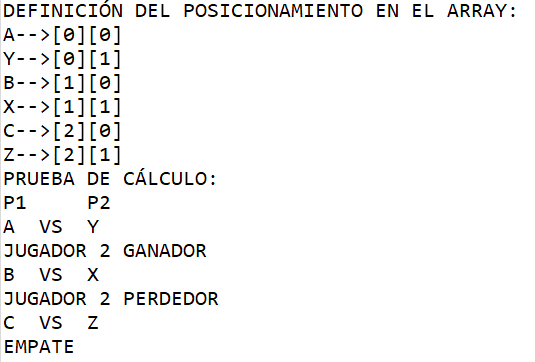 DEFINICIÓN DEL POSICIONAMIENTO EN EL ARRAY:
A-->[0][0]
Y-->[0][1]
B-->[1][0]
X-->[1][1]
C-->[2][0]
Z-->[2][1]
PRUEBA DE CÁLCULO:
P1     P2
A  VS  Y
JUGADOR 2 GANADOR
B  VS  X
JUGADOR 2 PERDEDOR
C  VS  Z
EMPATE